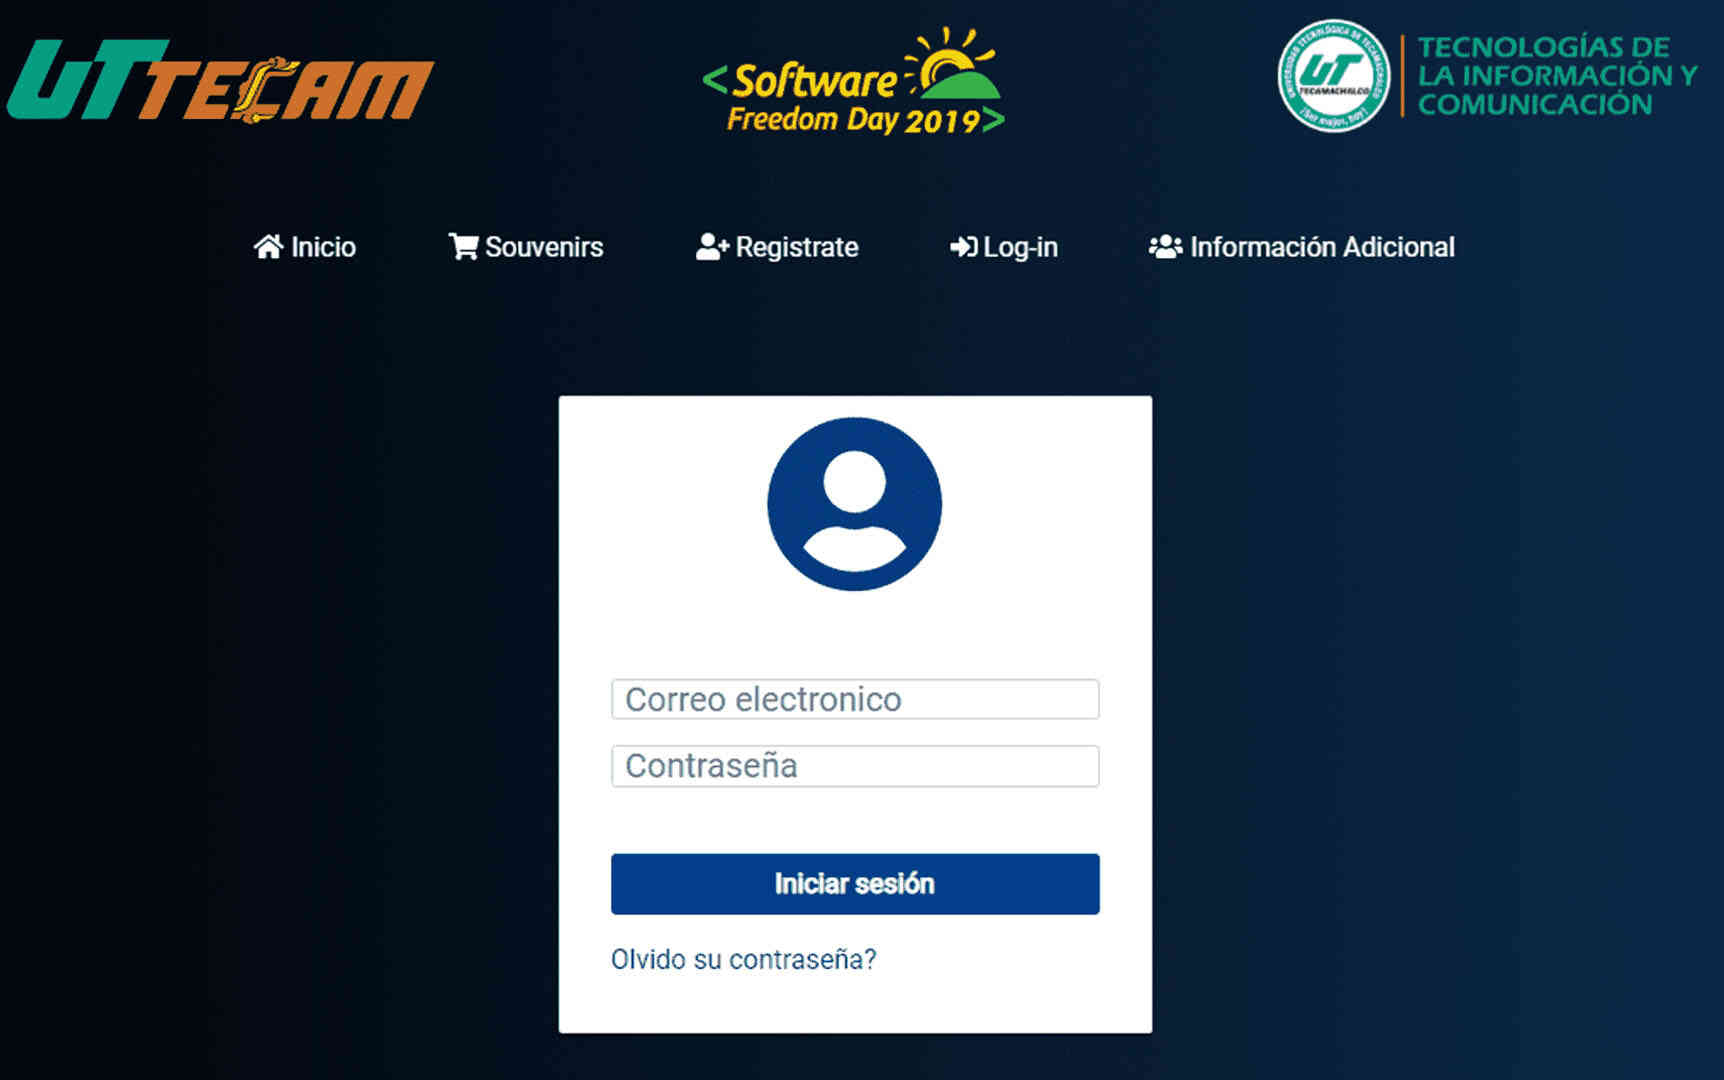 UTTECAM
<Software
Freedom Day 2019>
UNIVERSIDAD TECNOLÓGICA DE TECAMACHALCO
UT
TECAMACHALCO
¡Ser mejor, hoy!
TECNOLOGÍAS DE
LA INFORMACIÓN Y
COMUNICACIÓN
Inicio
Souvenirs
Registrate
Log-in
Información Adicional
Correo electronico
Contraseña
Iniciar sesión
Olvido su contraseña?